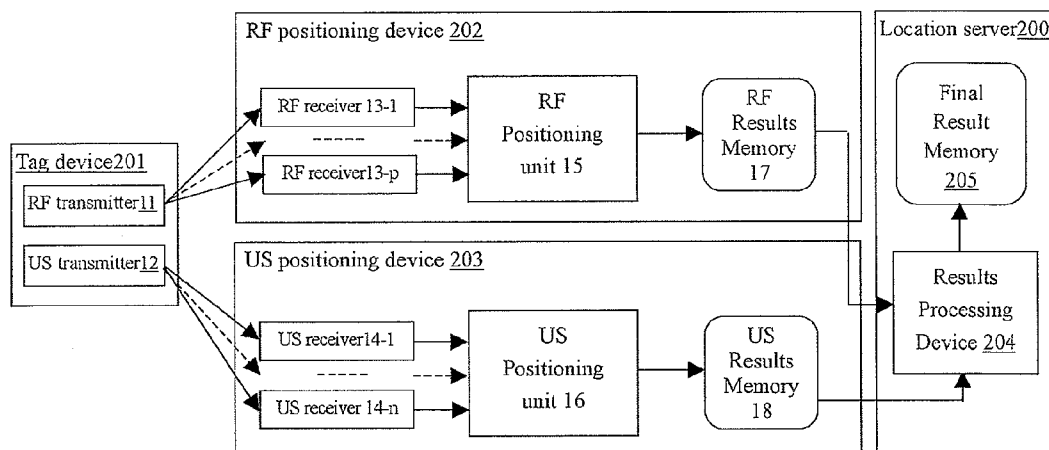 RF positioning device 202
Location server200
RF receiver 13-1
RF
Positioning
unit 15
RF
Results
Memory
17
Final
Result
Memory
205
Tag device201
RF transmitter11
US transmitter12
RF receiver13-p
US positioning device 203
Results
Processing
Device 204
US receiver14-1
US
Positioning
unit 16
US
Results
Memory
18
US receiver 14-n